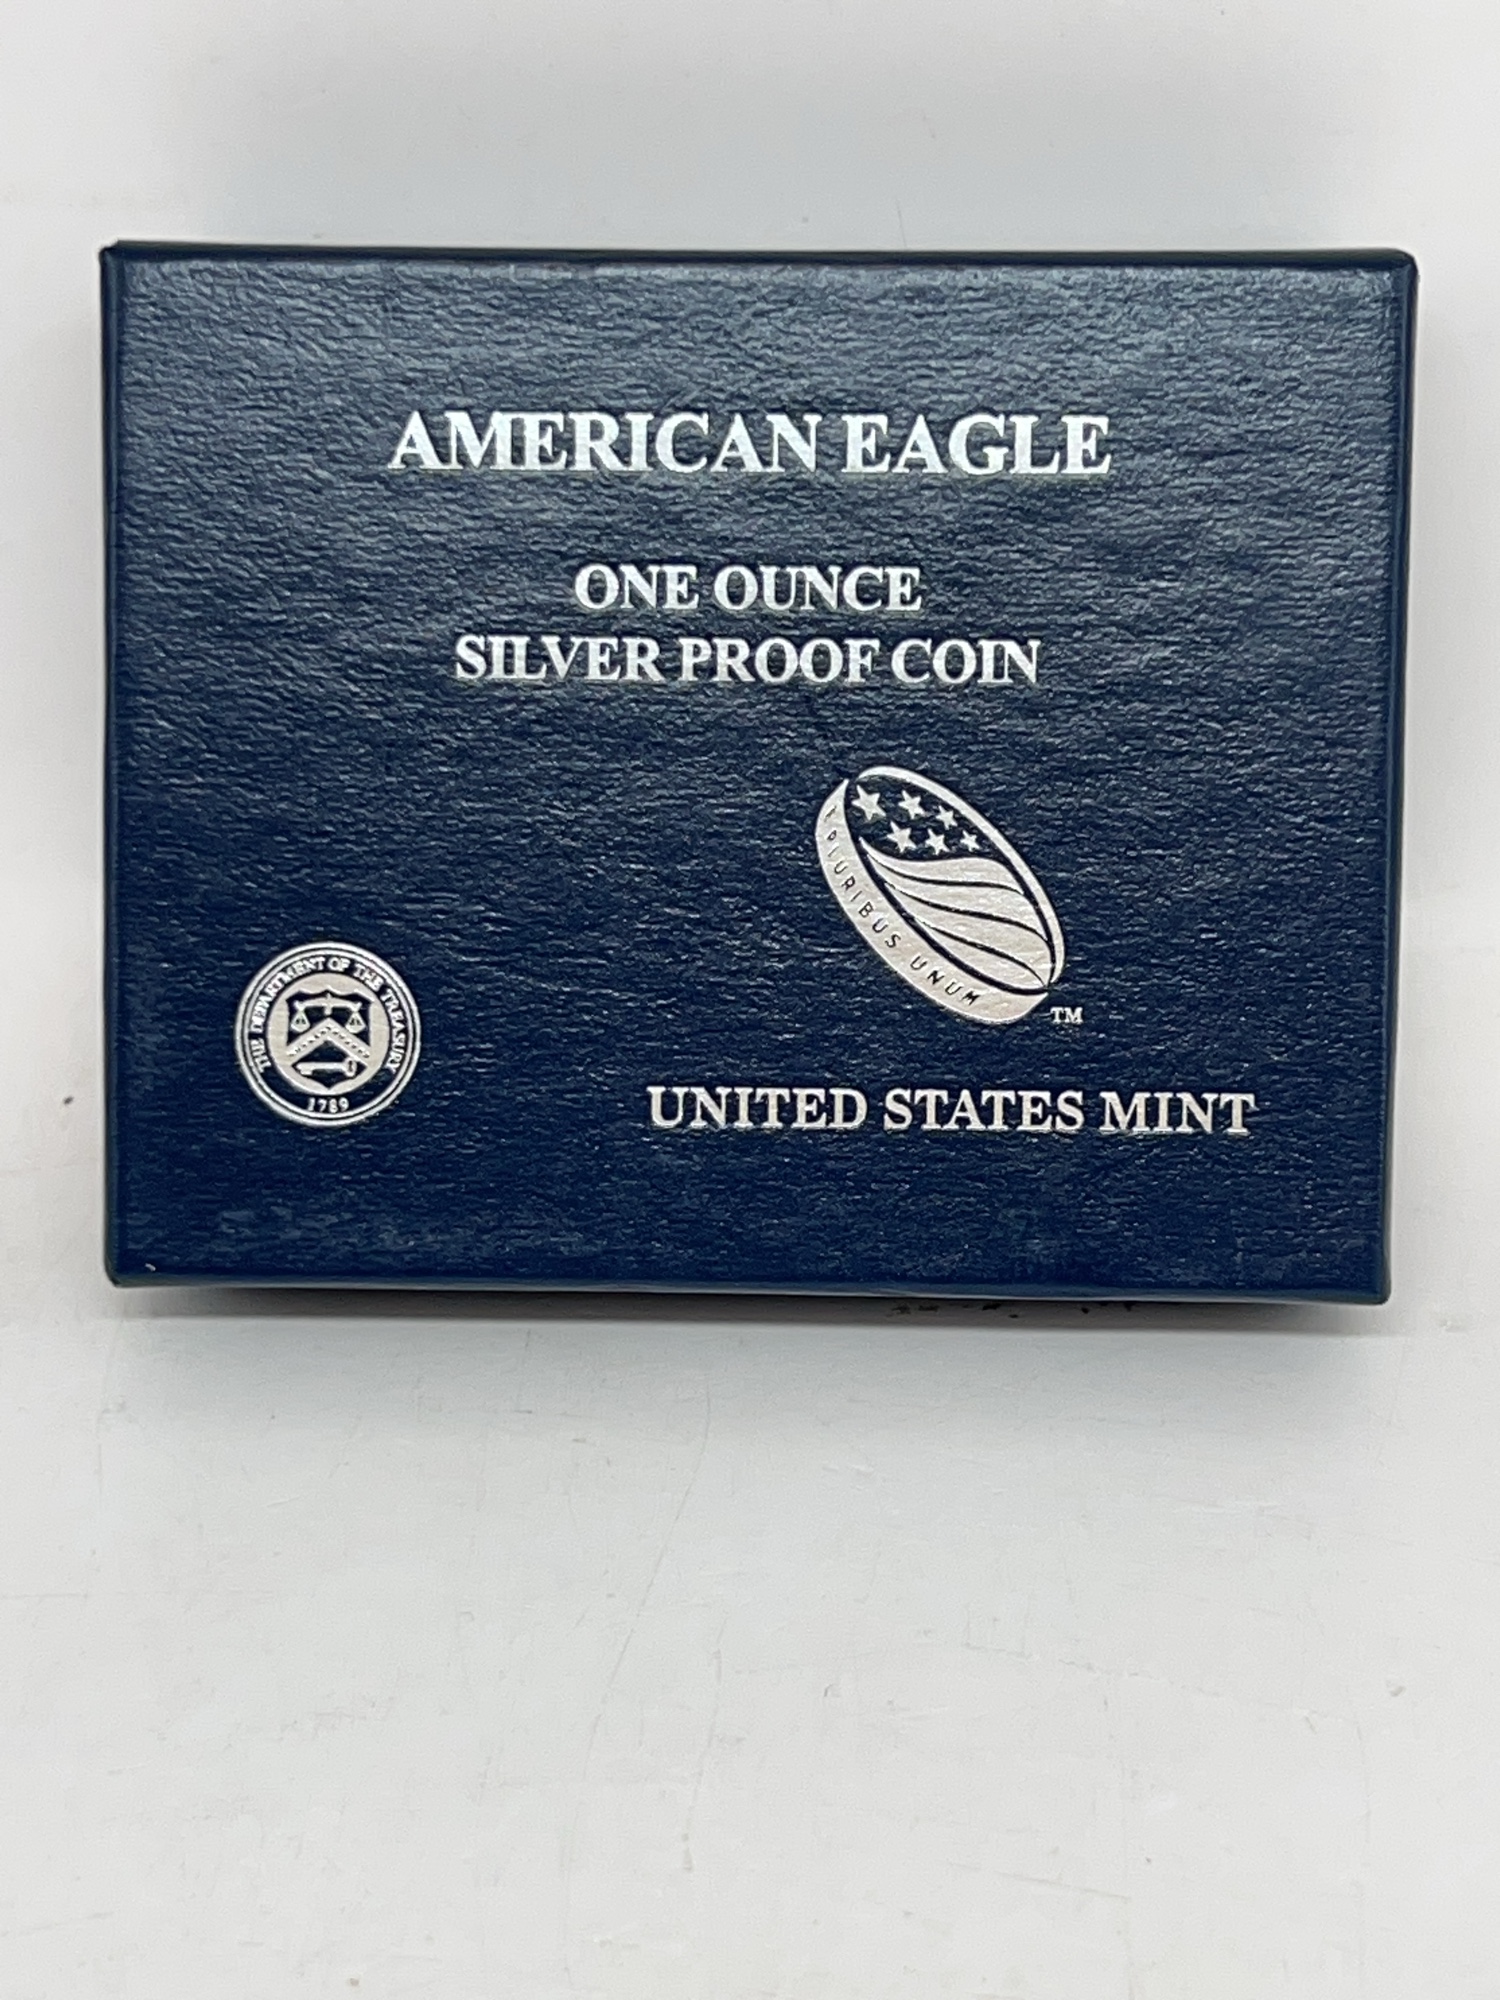 AMERICAN EAGLE
ONE OUNCE
SILVER PROOF COIN
PLURIBUS UNUM
TM
THE DEPARTMENT OF THE TREASURY
1789
UNITED STATES MINT